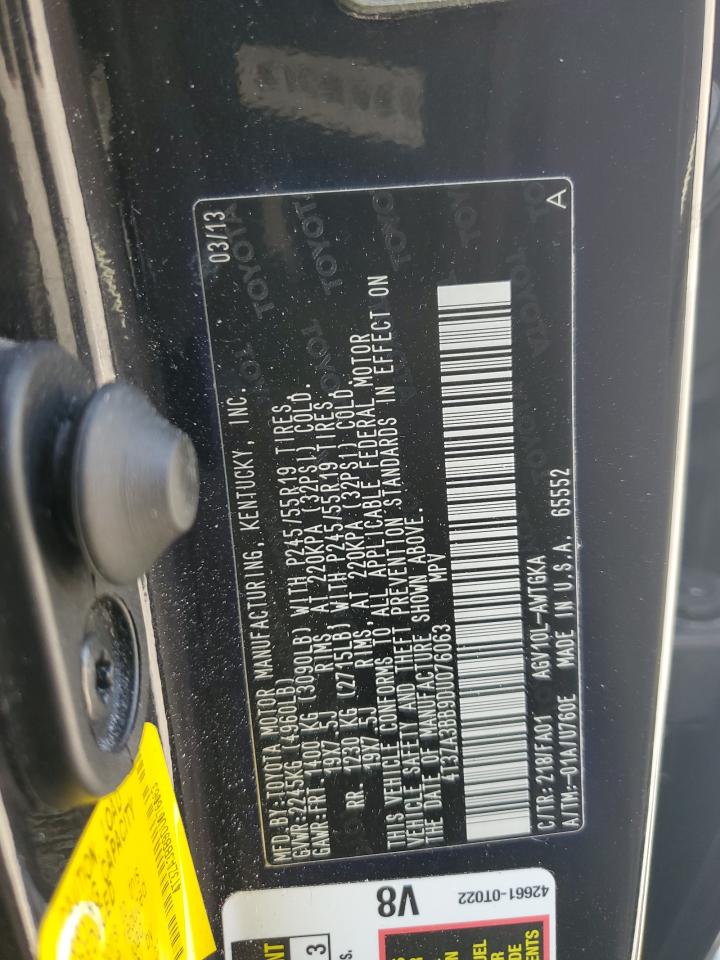 MFD.BY:TOYOTA MOTOR MANUFACTURING, KENTUCKY, INC. 03/13
GVWR:2245KG (4960LB)
GAWR:FRT. 1400 KG (3090LB) WITH P245/55R19 TIRES,
19X7.5J RIMS, AT 220KPA (32PSI) COLD.
RR. 1230 KG (2715LB) WITH P245/55R19 TIRES,
19X7.5J RIMS, AT 220KPA (32PSI) COLD.
THIS VEHICLE CONFORMS TO ALL APPLICABLE FEDERAL MOTOR
VEHICLE SAFETY AND THEFT PREVENTION STANDARDS IN EFFECT ON
THE DATE OF MANUFACTURE SHOWN ABOVE.
4T3ZA3BB9DU076063 MPV
C/TR:218/FA01 AGV10L-AWTGKA
A/TM:-01A/U760E MADE IN U.S.A. 65552 A
TOYOTA
42661-0T022
V8